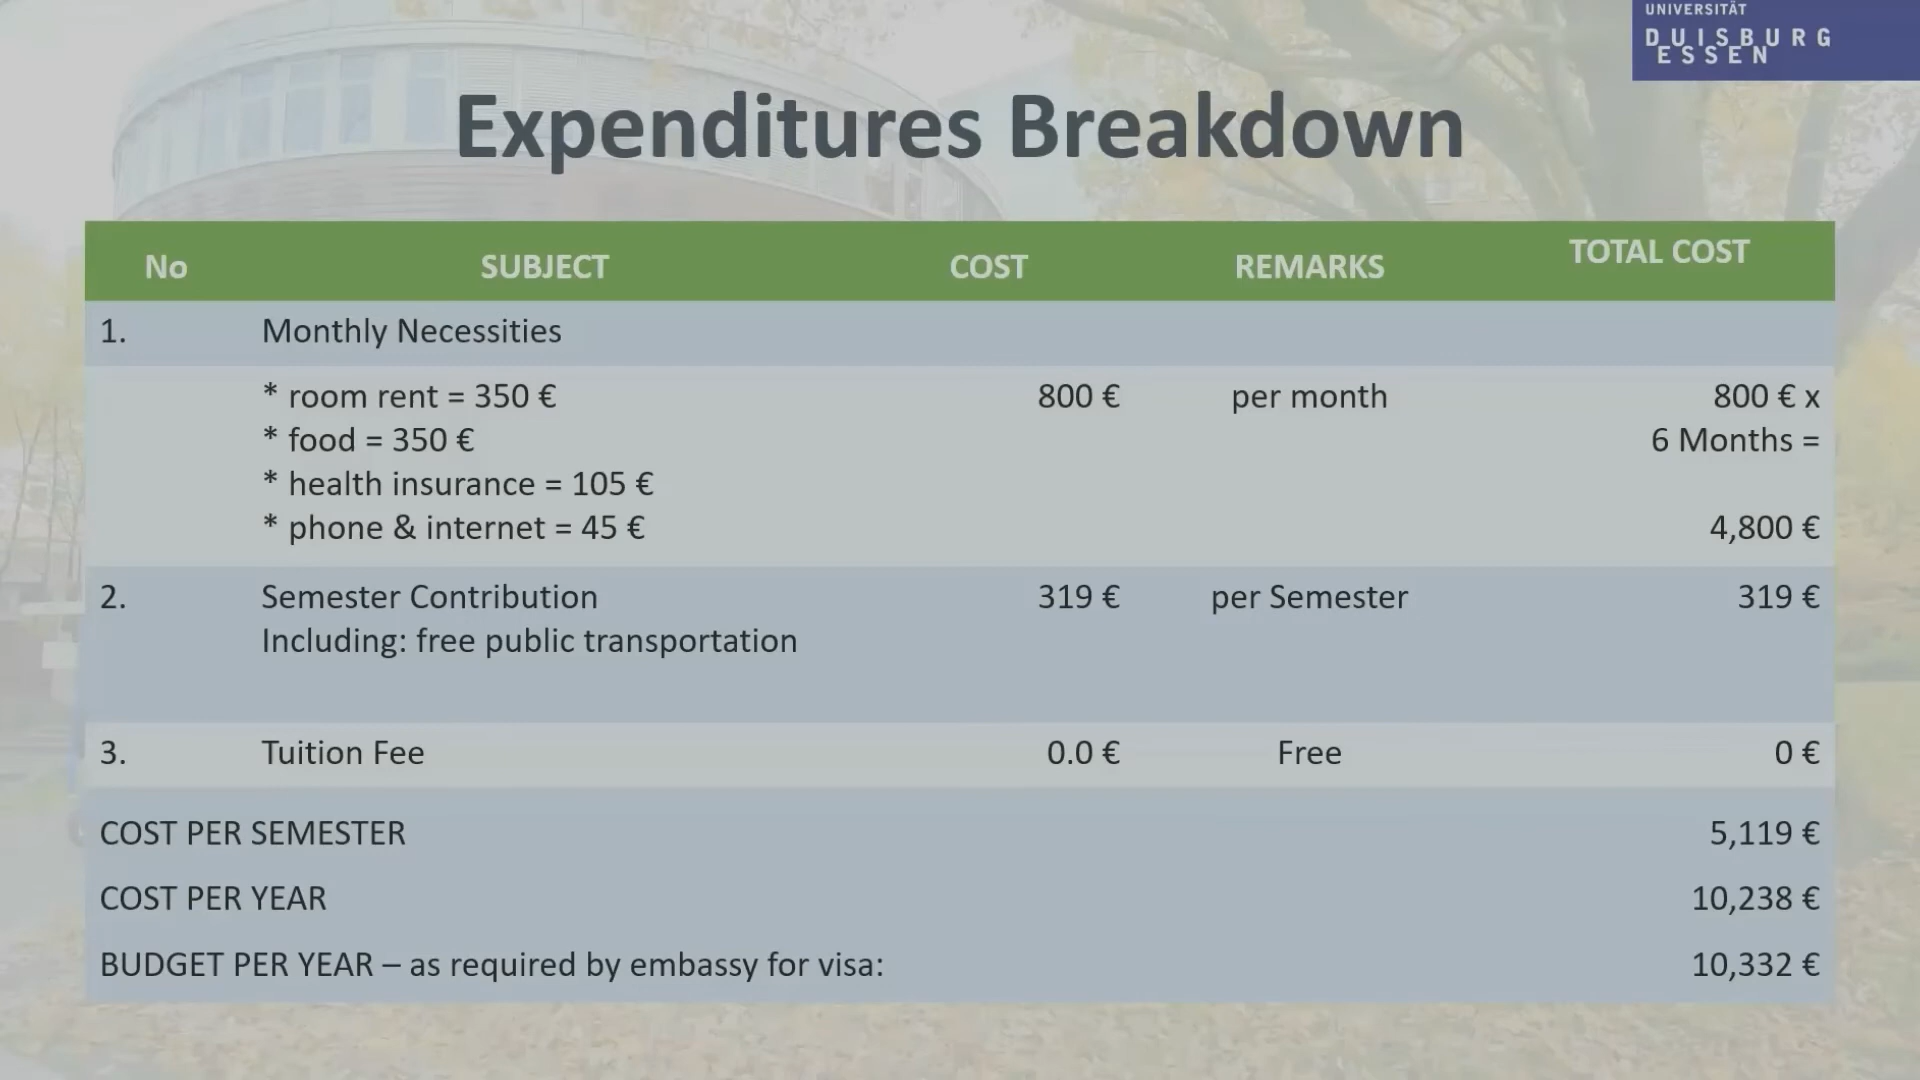 UNIVERSITÄT
DUISBURG
ESSEN
Expenditures Breakdown
No SUBJECT COST REMARKS TOTAL COST
1. Monthly Necessities
* room rent = 350 € 800 € per month 800 € x
* food = 350 € 6 Months =
* health insurance = 105 €
* phone & internet = 45 € 4,800 €
2. Semester Contribution 319 € per Semester 319 €
Including: free public transportation
3. Tuition Fee 0.0 € Free 0 €
COST PER SEMESTER 5,119 €
COST PER YEAR 10,238 €
BUDGET PER YEAR – as required by embassy for visa: 10,332 €